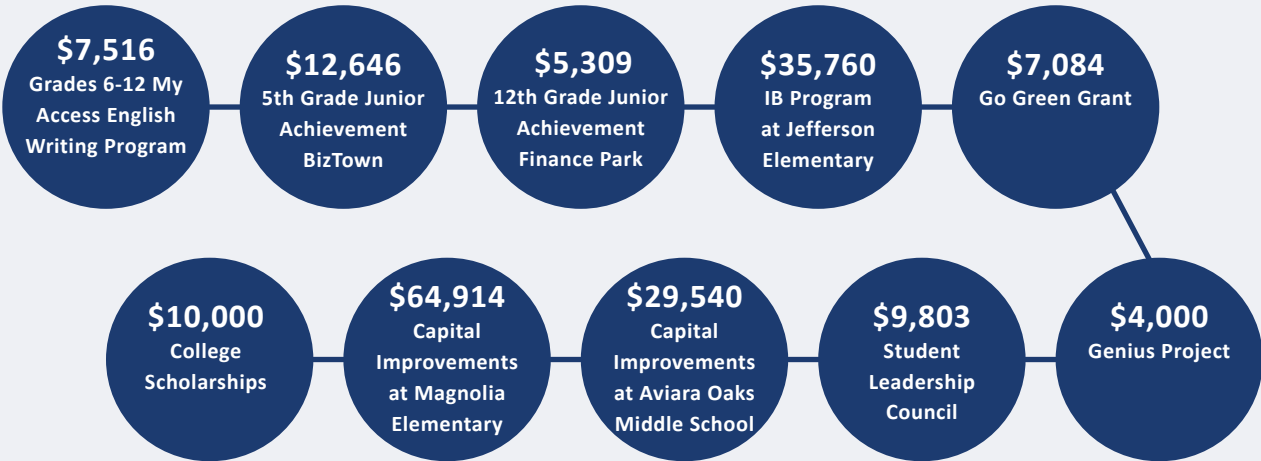 $7,516
Grades 6-12 My
Access English
Writing Program
$12,646
5th Grade Junior
Achievement
BizTown
$5,309
12th Grade Junior
Achievement
Finance Park
$35,760
IB Program
at Jefferson
Elementary
$7,084
Go Green Grant
$10,000
College
Scholarships
$64,914
Capital
Improvements
at Magnolia
Elementary
$29,540
Capital
Improvements
at Aviara Oaks
Middle School
$9,803
Student
Leadership
Council
$4,000
Genius Project